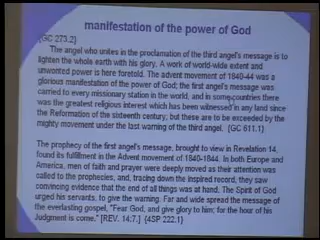 manifestation of the power of God
{GC 273.2}
The angel who unites in the proclamation of the third angel's message is to
lighten the whole earth with his glory. A work of world-wide extent and
unwonted power is here foretold. The advent movement of 1840-44 was a
glorious manifestation of the power of God; the first angel's message was
carried to every missionary station in the world, and in some countries there
was the greatest religious interest which has been witnessed in any land since
the Reformation of the sixteenth century; but these are to be exceeded by the
mighty movement under the last warning of the third angel. {GC 611.1}
The prophecy of the first angel's message, brought to view in Revelation 14,
found its fulfillment in the Advent movement of 1840-1844. In both Europe and
America, men of faith and prayer were deeply moved as their attention was
called to the prophecies, and, tracing down the inspired record, they saw
convincing evidence that the end of all things was at hand. The Spirit of God
urged his servants, to give the warning. Far and wide spread the message of
the everlasting gospel, "Fear God, and give glory to him; for the hour of his
Judgment is come." [REV. 14:7.] {4SP 222.1}